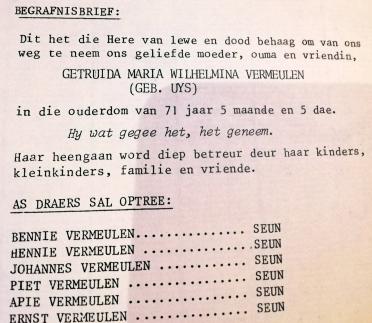 BEGRAFNISBRIEF:
Dit het die Here van lewe en dood behaag om van ons
weg te neem ons geliefde moeder, ouma en vriendin,
GETRUIDA MARIA WILHELMINA VERMEULEN
(GEB. UYS)
in die ouderdom van 71 jaar 5 maande en 5 dae.
Hy wat gegee het, het geneem.
Haar heengaan word diep betreur deur haar kinders,
kleinkinders, familie en vriende.
AS DRAERS SAL OPTREE:
BENNIE VERMEULEN............... SEUN
HENNIE VERMEULEN............... SEUN
JOHANNES VERMEULEN ............ SEUN
PIET VERMEULEN ................ SEUN
APIE VERMEULEN ................ SEUN
ERNST VERMEULEN ............... SEUN